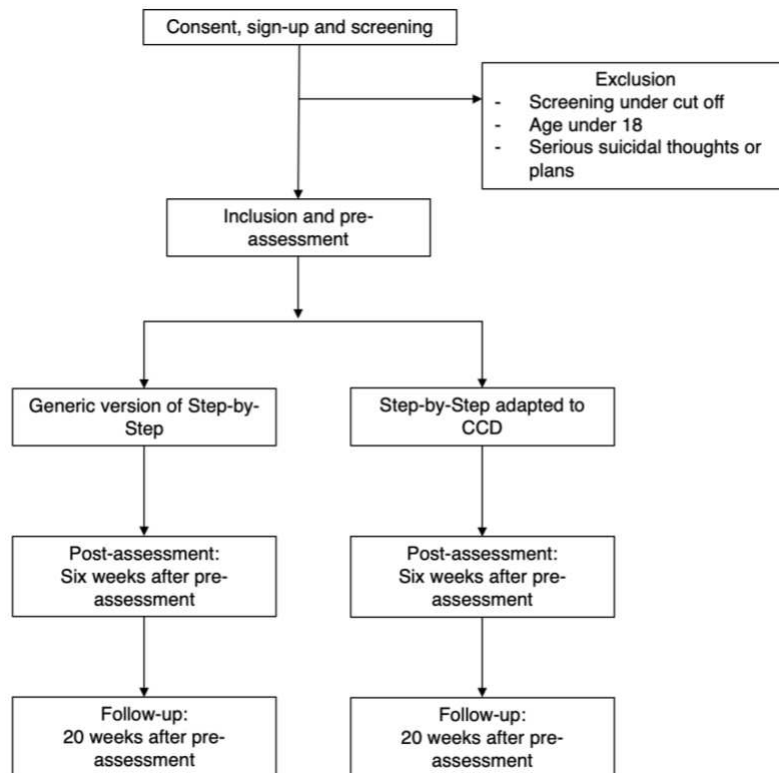 Consent, sign-up and screening
Exclusion
- Screening under cut off
- Age under 18
- Serious suicidal thoughts or
plans
Inclusion and pre-
assessment
Generic version of Step-by-
Step
Step-by-Step adapted to
CCD
Post-assessment:
Six weeks after pre-
assessment
Post-assessment:
Six weeks after pre-
assessment
Follow-up:
20 weeks after pre-
assessment
Follow-up:
20 weeks after pre-
assessment